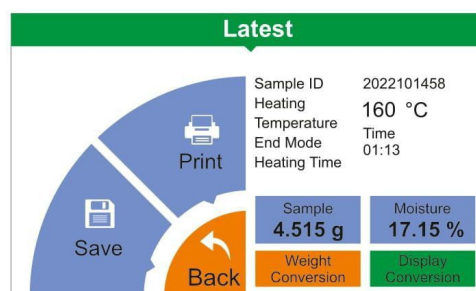 Latest
Print
Save
Back
Sample ID 2022101458
Heating
Temperature 160 °C
End Mode Time
Heating Time 01:13
Sample
4.515 g
Moisture
17.15 %
Weight
Conversion
Display
Conversion